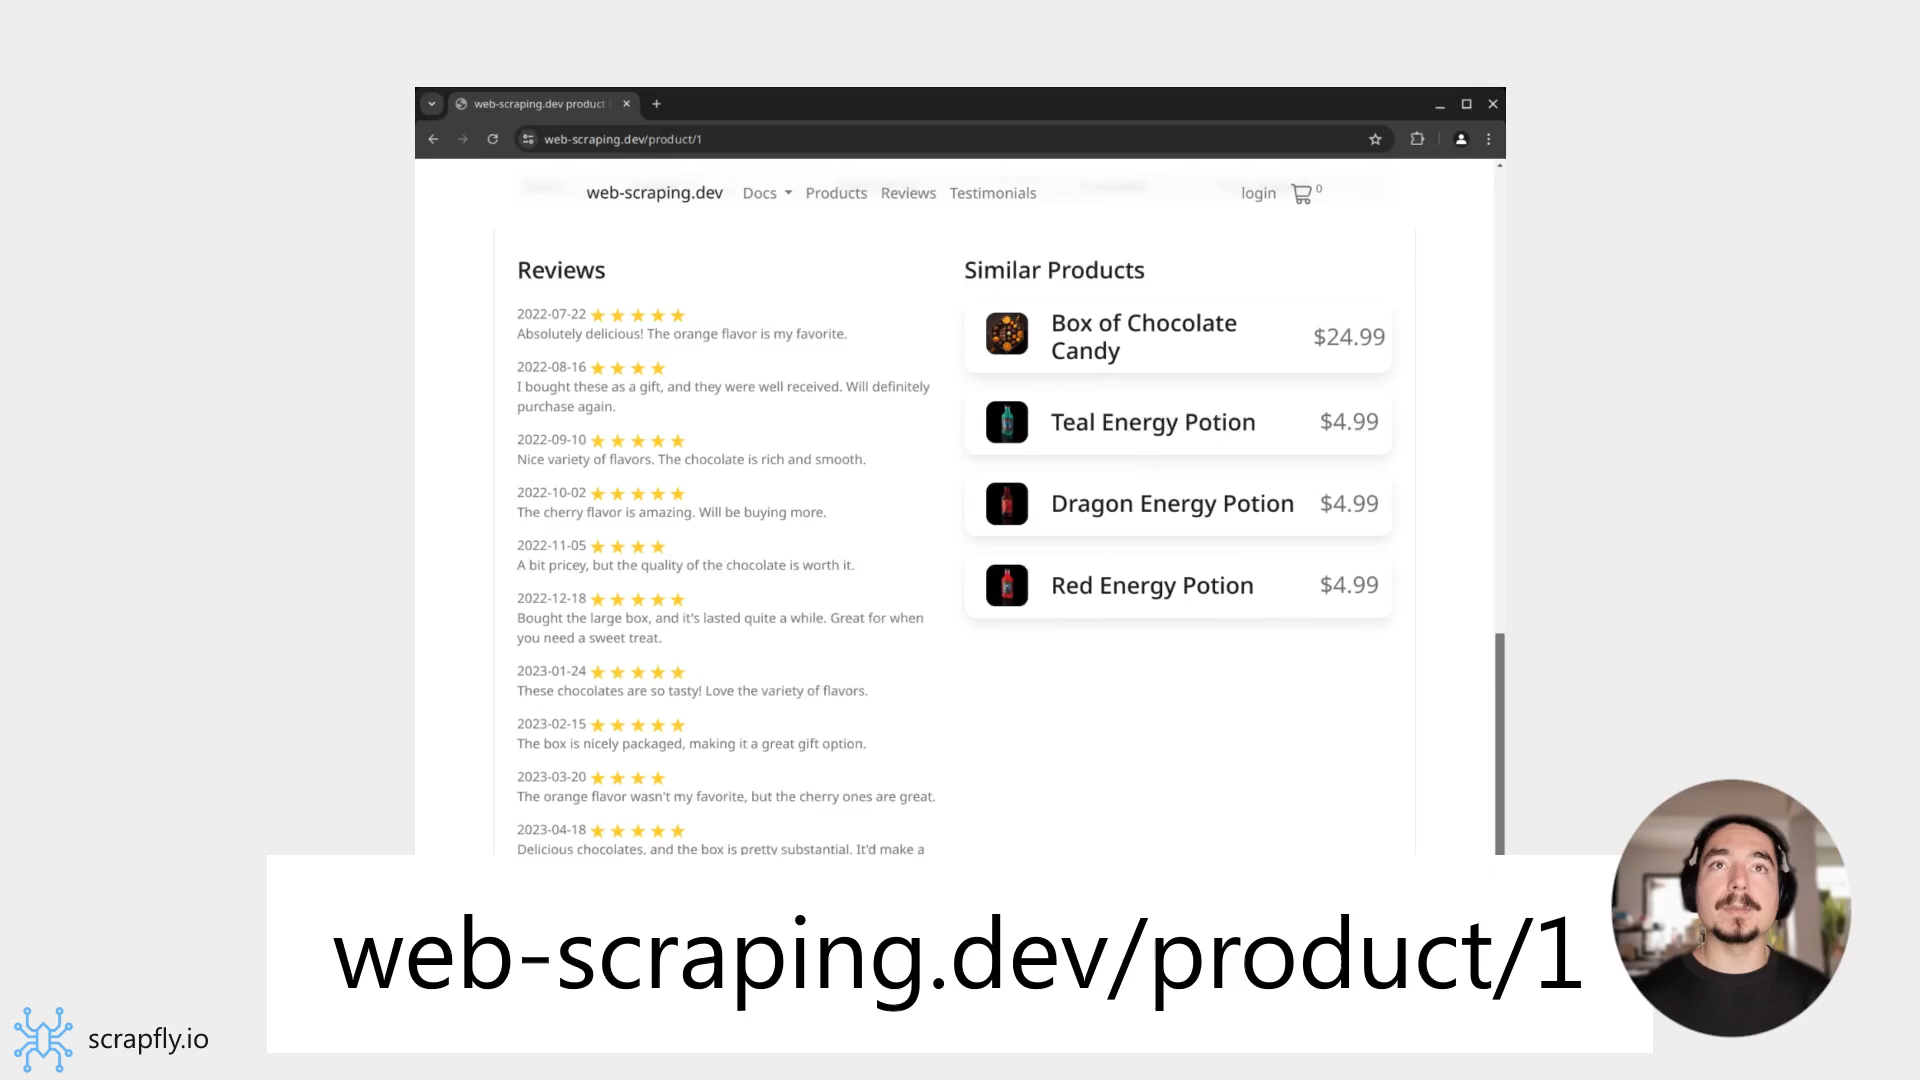 web-scraping.dev product
web-scraping.dev/product/1
web-scraping.dev Docs Products Reviews Testimonials login 0
Reviews
2022-07-22
Absolutely delicious! The orange flavor is my favorite.
2022-08-16
I bought these as a gift, and they were well received. Will definitely
purchase again.
2022-09-10
Nice variety of flavors. The chocolate is rich and smooth.
2022-10-02
The cherry flavor is amazing. Will be buying more.
2022-11-05
A bit pricey, but the quality of the chocolate is worth it.
2022-12-18
Bought the large box, and it's lasted quite a while. Great for when
you need a sweet treat.
2023-01-24
These chocolates are so tasty! Love the variety of flavors.
2023-02-15
The box is nicely packaged, making it a great gift option.
2023-03-20
The orange flavor wasn't my favorite, but the cherry ones are great.
2023-04-18
Delicious chocolates, and the box is pretty substantial. It'd make a
Similar Products
Box of Chocolate
Candy
$24.99
Teal Energy Potion $4.99
Dragon Energy Potion $4.99
Red Energy Potion $4.99
web-scraping.dev/product/1
scrapfly.io